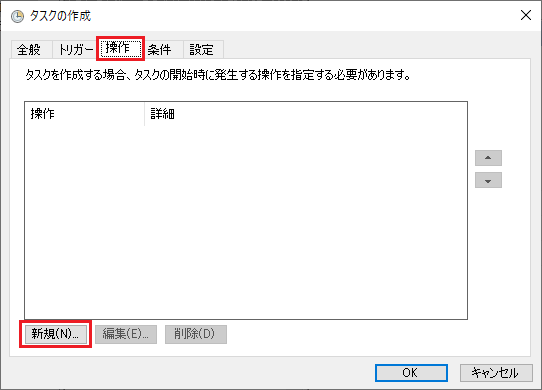 タスクの作成
全般 トリガー 操作 条件 設定
タスクを作成する場合、タスクの開始時に発生する操作を指定する必要があります。
操作 詳細
新規(N)... 編集(E)... 削除(D)
OK キャンセル